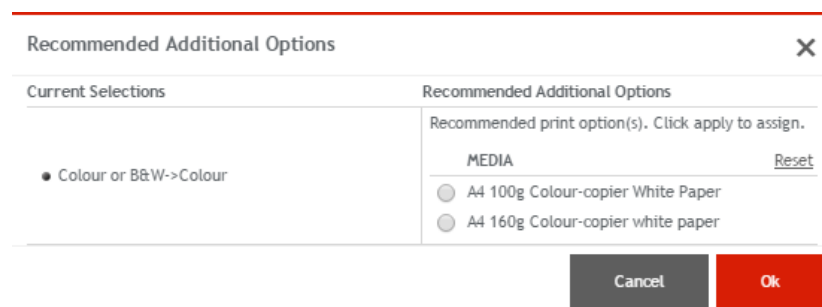 Recommended Additional Options
Current Selections
Recommended Additional Options
Colour or B&W->Colour
Recommended print option(s). Click apply to assign.
MEDIA
Reset
A4 100g Colour-copier White Paper
A4 160g Colour-copier white paper
Cancel
Ok